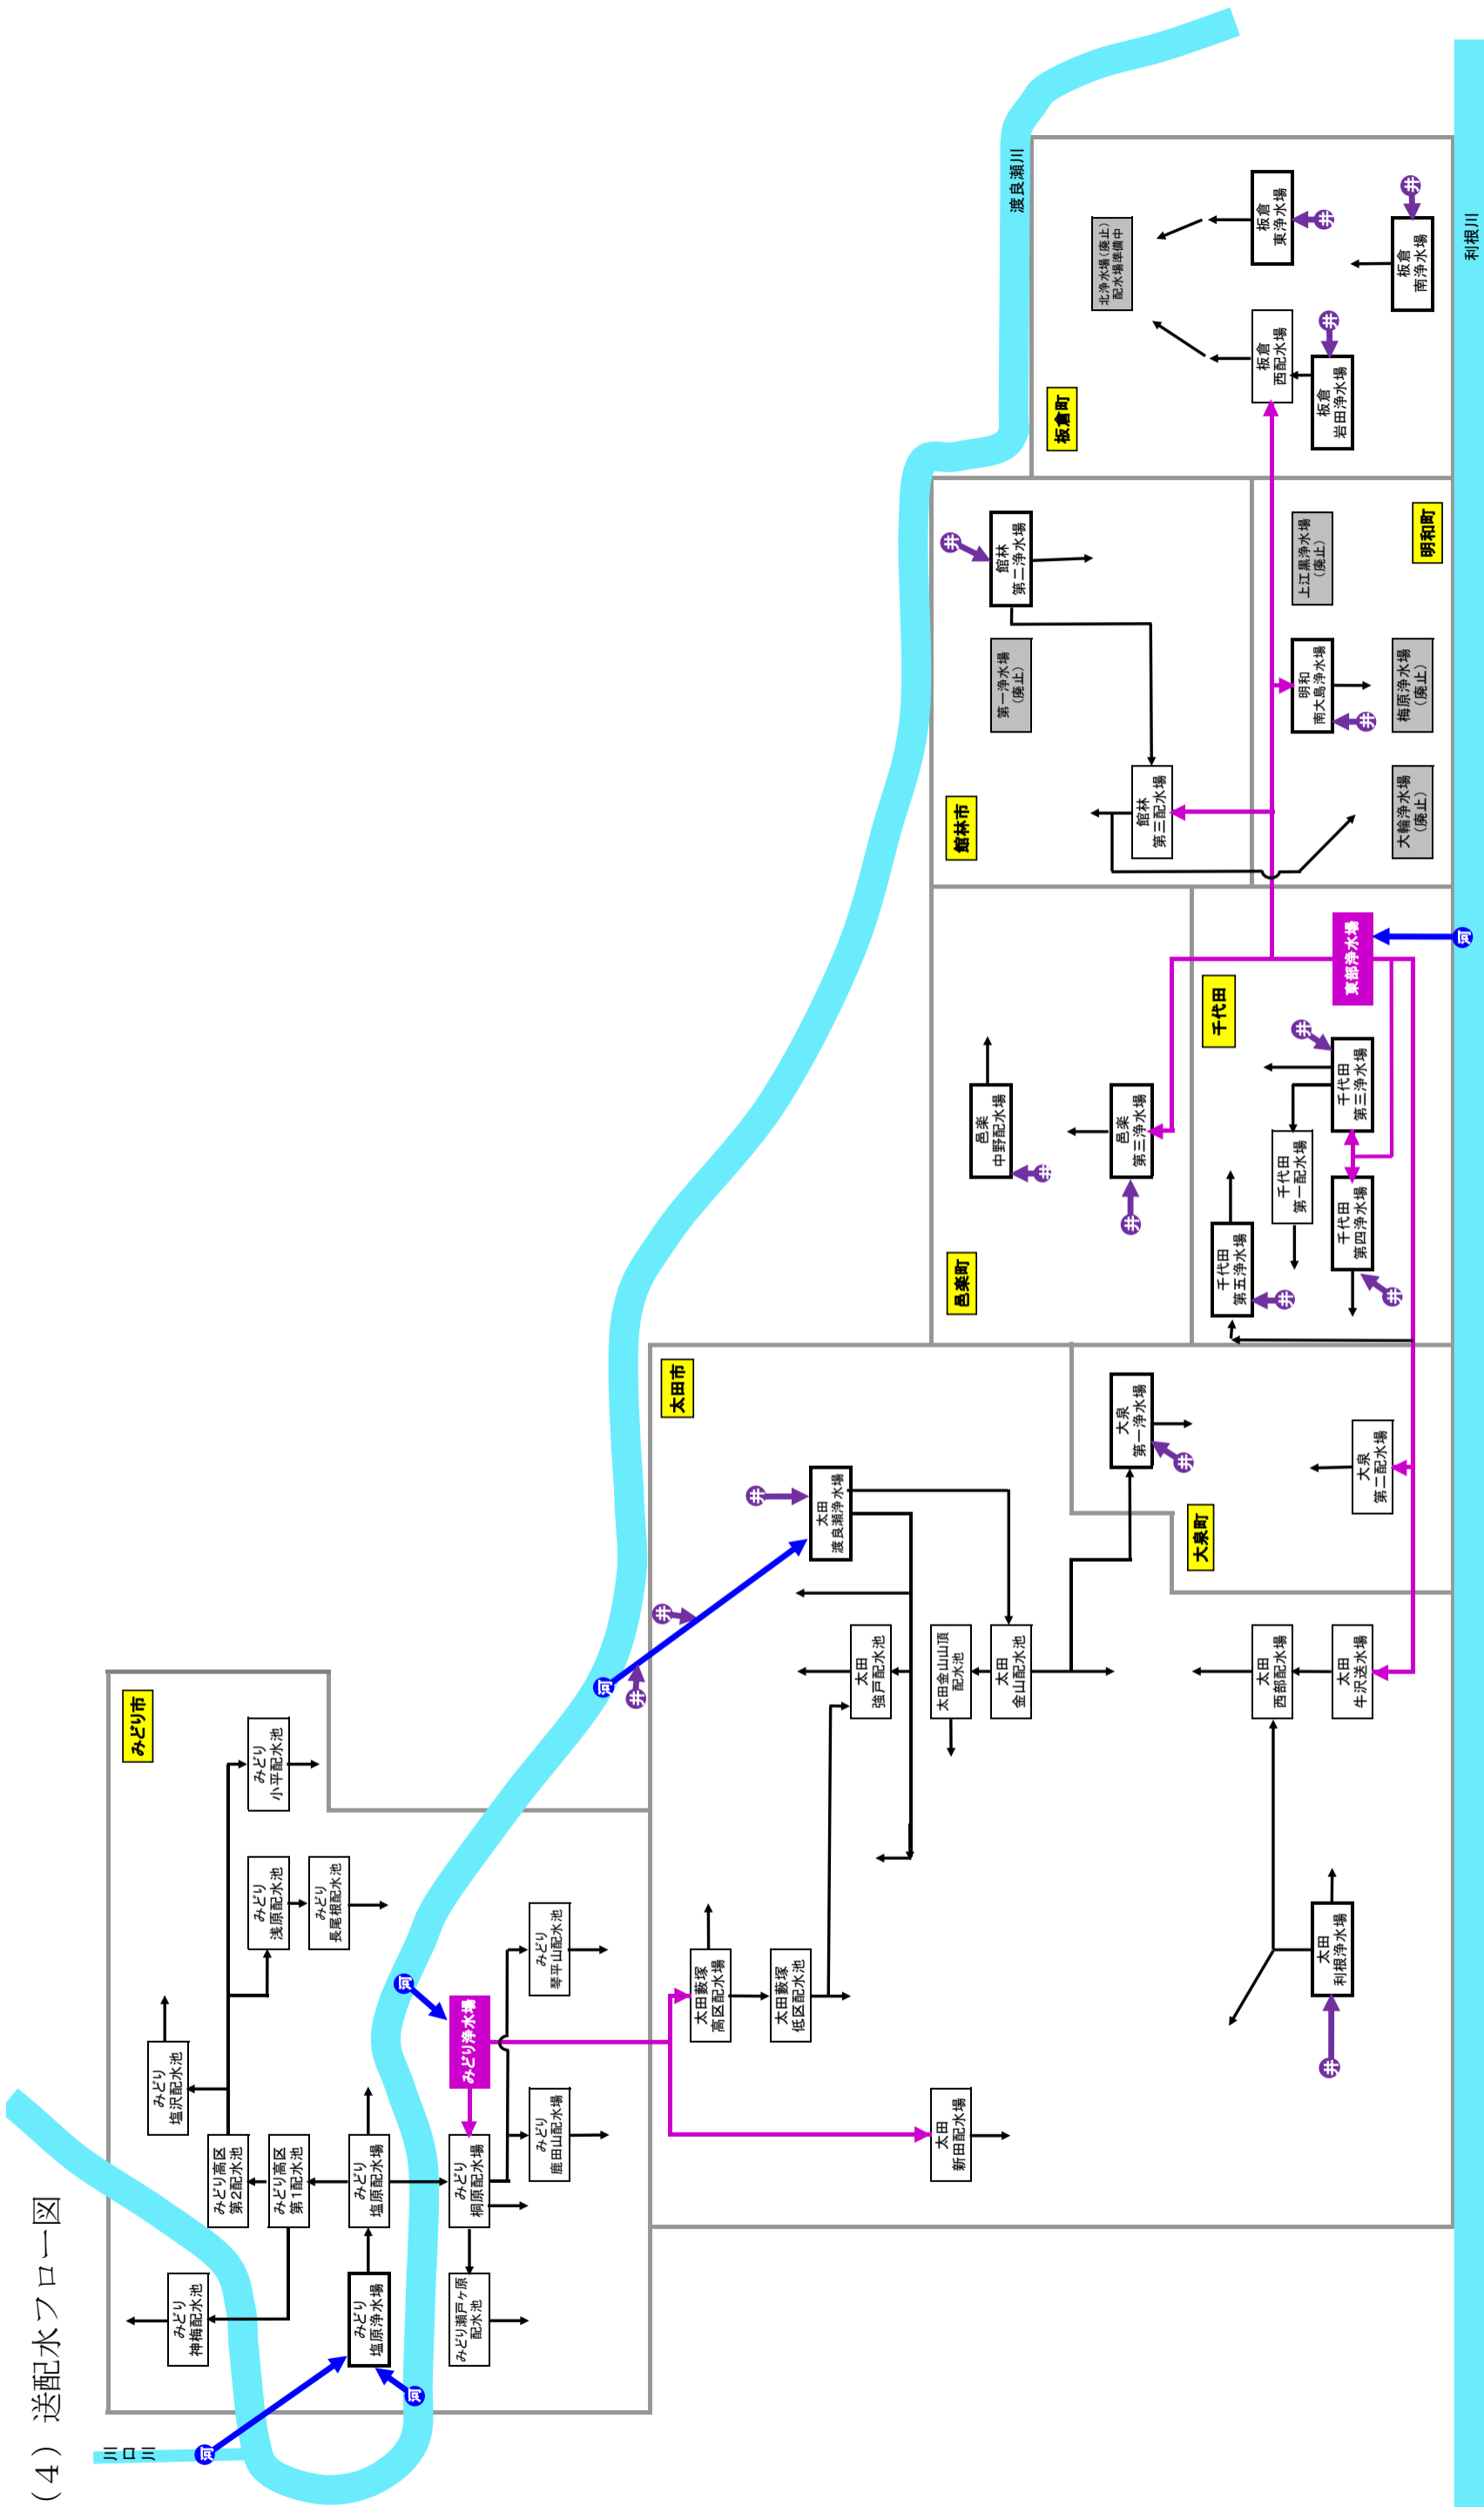 （4）送配水フロー図
川口川
渡良瀬川
利根川
みどり市
みどり
神梅配水池
みどり高区
第2配水池
みどり高区
第1配水池
みどり
塩沢配水池
みどり
浅原配水池
みどり
長尾根配水池
みどり
小平配水池
みどり
塩原浄水場
みどり
塩原配水場
みどり瀬戸ヶ原
配水池
みどり
桐原配水場
みどり浄水場
みどり
鹿田山配水場
みどり
琴平山配水池
河
河
河
太田市
太田藪塚
高区配水場
太田藪塚
低区配水池
太田
新田配水場
太田
強戸配水池
太田金山山頂
配水池
太田
金山配水池
太田
渡良瀬浄水場
太田
利根浄水場
太田
西部配水場
太田
牛沢送水場
河
井
井
井
井
大泉町
大泉
第一浄水場
大泉
第二配水場
井
邑楽町
邑楽
中野配水場
邑楽
第三浄水場
井
井
千代田
千代田
第五浄水場
千代田
第一配水場
千代田
第四浄水場
千代田
第三浄水場
東部浄水場
井
井
井
河
館林市
館林
第三配水場
第一浄水場
（廃止）
館林
第二浄水場
井
明和町
大輪浄水場
（廃止）
明和
南大島浄水場
梅原浄水場
（廃止）
上江黒浄水場
（廃止）
井
板倉町
板倉
岩田浄水場
板倉
西配水場
北浄水場（廃止）
配水場準備中
板倉
東浄水場
板倉
南浄水場
井
井
井